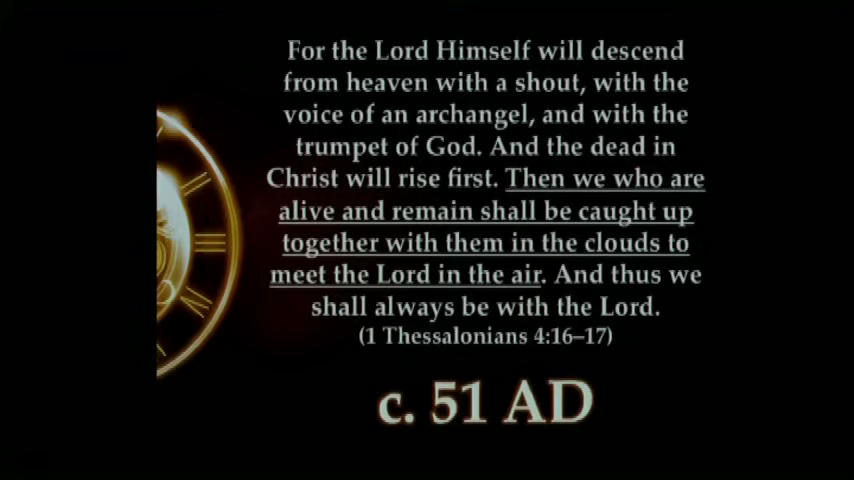 For the Lord Himself will descend
from heaven with a shout, with the
voice of an archangel, and with the
trumpet of God. And the dead in
Christ will rise first. Then we who are
alive and remain shall be caught up
together with them in the clouds to
meet the Lord in the air. And thus we
shall always be with the Lord.
(1 Thessalonians 4:16–17)
c. 51 AD